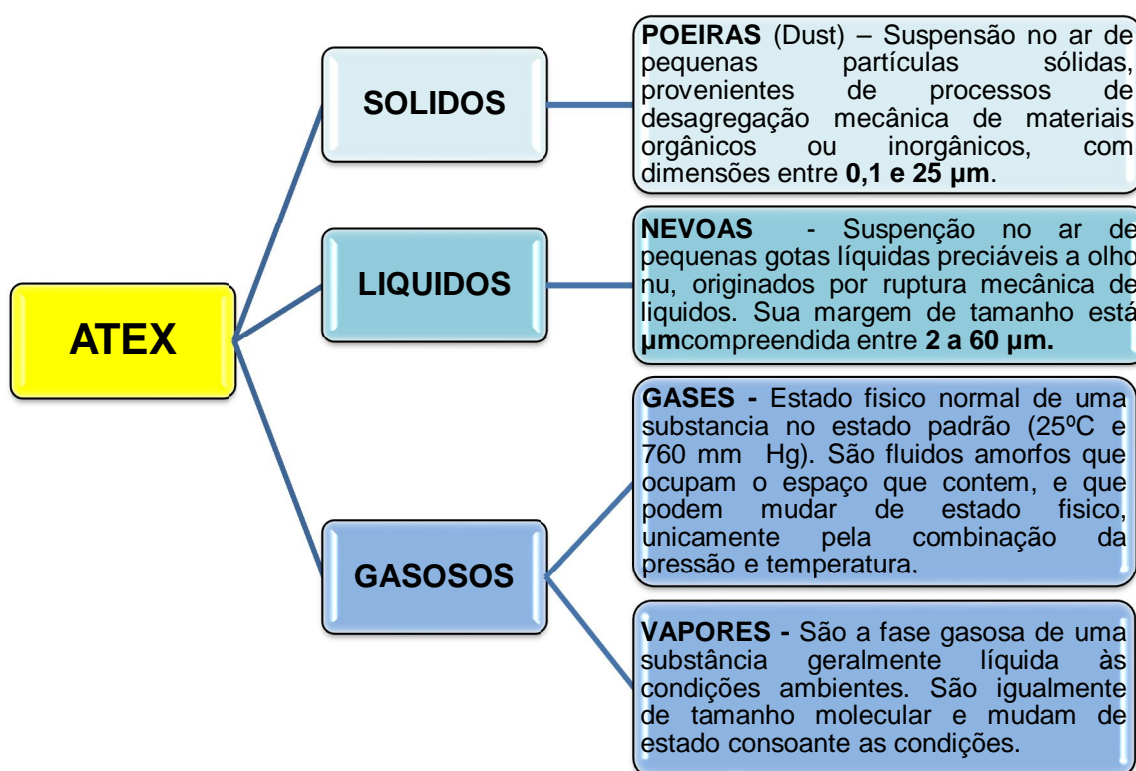 ATEX
SOLIDOS
POEIRAS (Dust) – Suspensão no ar de
pequenas partículas sólidas,
provenientes de processos de
desagregação mecânica de materiais
orgânicos ou inorgânicos, com
dimensões entre 0,1 e 25 µm.
LIQUIDOS
NEVOAS - Suspenção no ar de
pequenas gotas líquidas preciáveis a olho
nu, originados por ruptura mecânica de
liquidos. Sua margem de tamanho está
µmcompreendida entre 2 a 60 µm.
GASOSOS
GASES - Estado fisico normal de uma
substancia no estado padrão (25ºC e
760 mm Hg). São fluidos amorfos que
ocupam o espaço que contem, e que
podem mudar de estado fisico,
unicamente pela combinação da
pressão e temperatura.
VAPORES - São a fase gasosa de uma
substância geralmente líquida às
condições ambientes. São igualmente
de tamanho molecular e mudam de
estado consoante as condições.